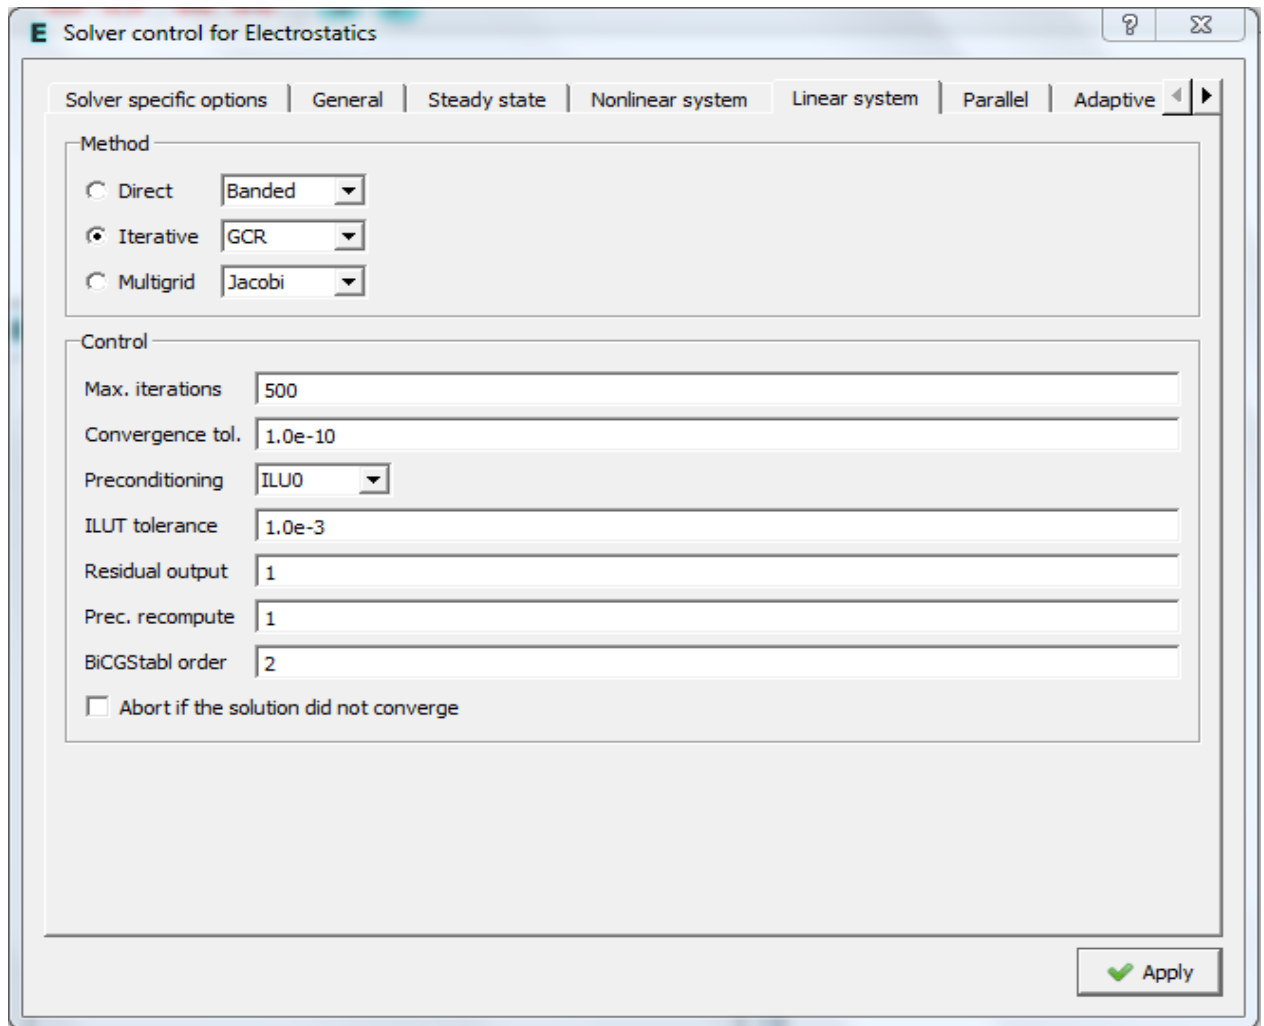 E Solver control for Electrostatics
Solver specific options General Steady state Nonlinear system Linear system Parallel Adaptive
Method
Direct Banded
Iterative GCR
Multigrid Jacobi
Control
Max. iterations 500
Convergence tol. 1.0e-10
Preconditioning ILU0
ILUT tolerance 1.0e-3
Residual output 1
Prec. recompute 1
BiCGStabl order 2
Abort if the solution did not converge
Apply